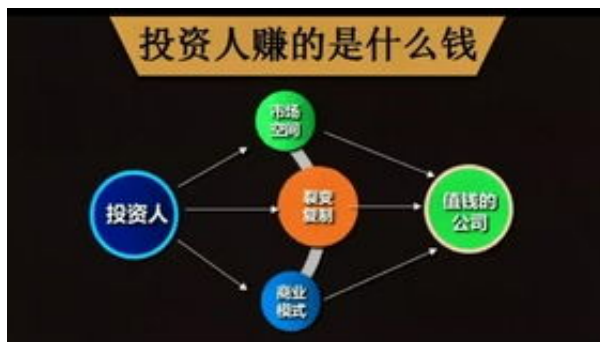 投资人赚的是什么钱
市场
空间
投资人
裂变
复制
值钱的
公司
商业
模式